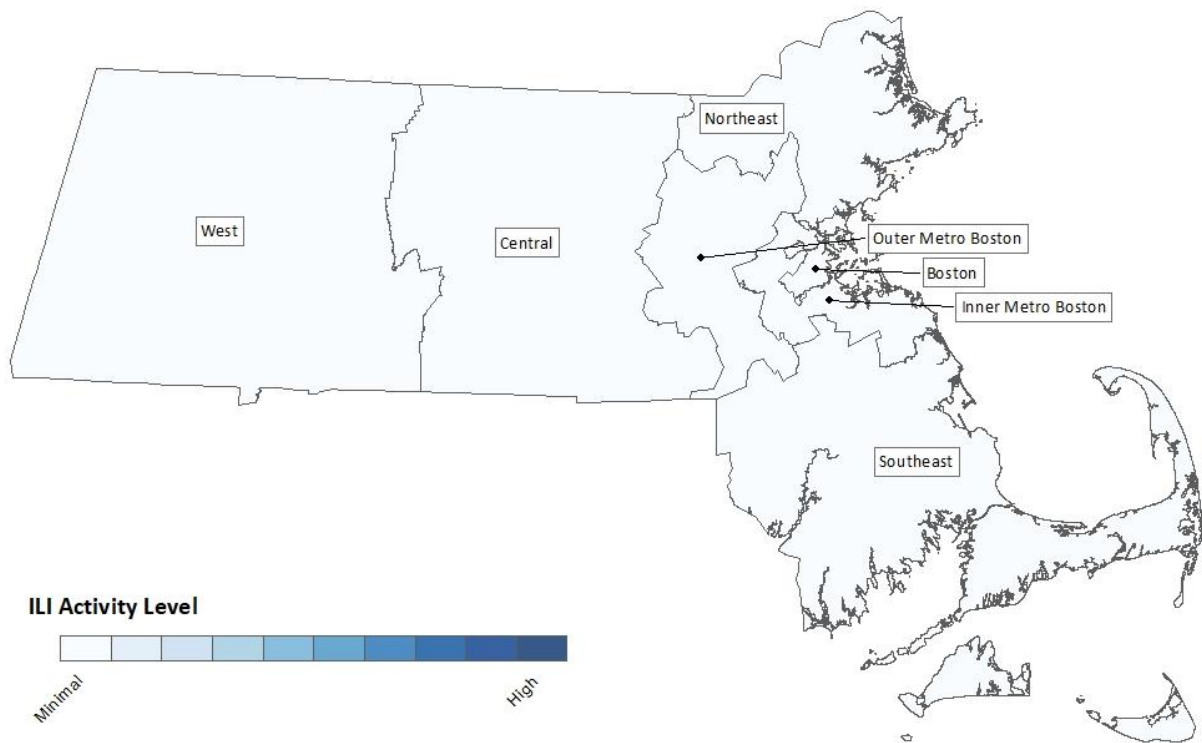 Northeast
West
Central
Outer Metro Boston
Boston
Inner Metro Boston
Southeast
ILI Activity Level
Minimal
High